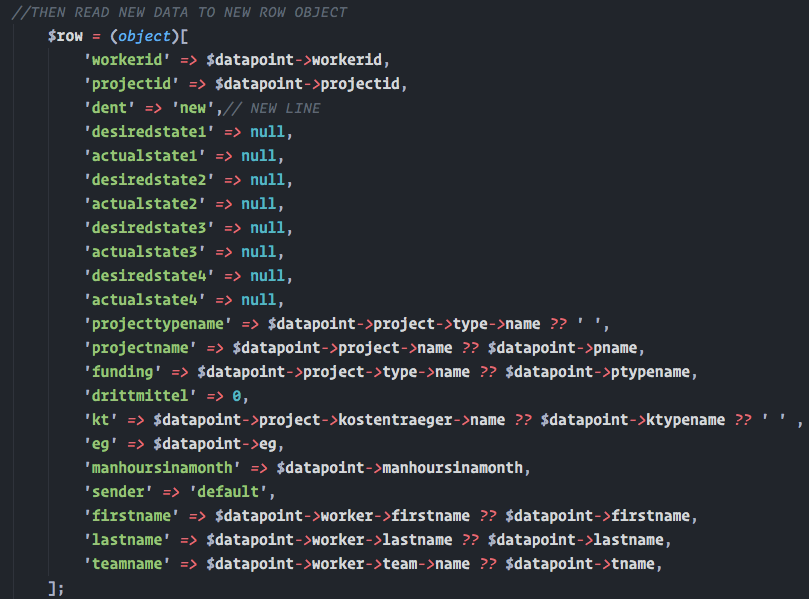 //THEN READ NEW DATA TO NEW ROW OBJECT
$row = (object)[
'workerid' => $datapoint->workerid,
'projectid' => $datapoint->projectid,
'dent' => 'new',// NEW LINE
'desiredstate1' => null,
'actualstate1' => null,
'desiredstate2' => null,
'actualstate2' => null,
'desiredstate3' => null,
'actualstate3' => null,
'desiredstate4' => null,
'actualstate4' => null,
'projecttypename' => $datapoint->project->type->name ?? ' ',
'projectname' => $datapoint->project->name ?? $datapoint->pname,
'funding' => $datapoint->project->type->name ?? $datapoint->ptypename,
'drittmittel' => 0,
'kt' => $datapoint->project->kostentraeger->name ?? $datapoint->ktypename ?? ' ' ,
'eg' => $datapoint->eg,
'manhoursinamonth' => $datapoint->manhoursinamonth,
'sender' => 'default',
'firstname' => $datapoint->worker->firstname ?? $datapoint->firstname,
'lastname' => $datapoint->worker->lastname ?? $datapoint->lastname,
'teamname' => $datapoint->worker->team->name ?? $datapoint->tname,
];